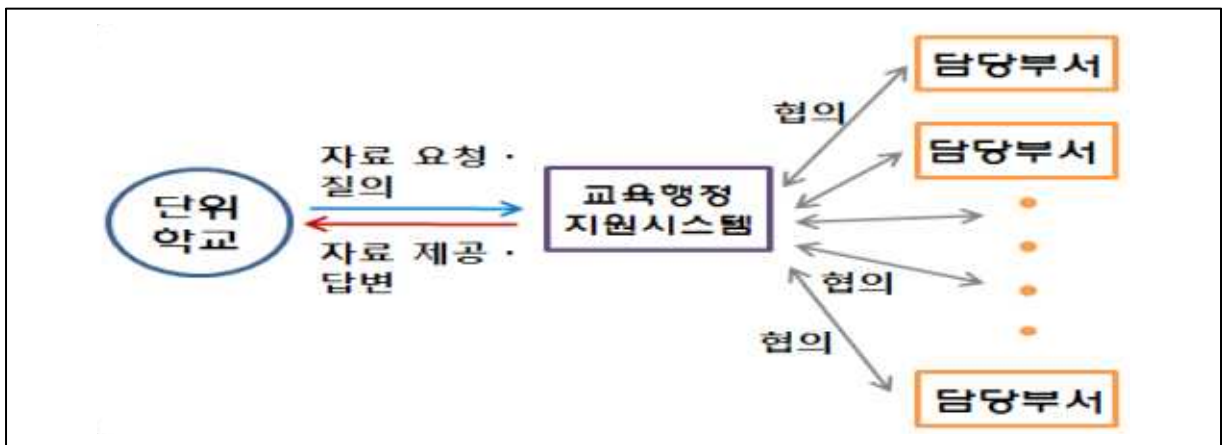 담당부서
협의
담당부서
자료 요청 ·
질의
단위
학교
교육행정
지원시스템
자료 제공 ·
답변
협의
협의
담당부서